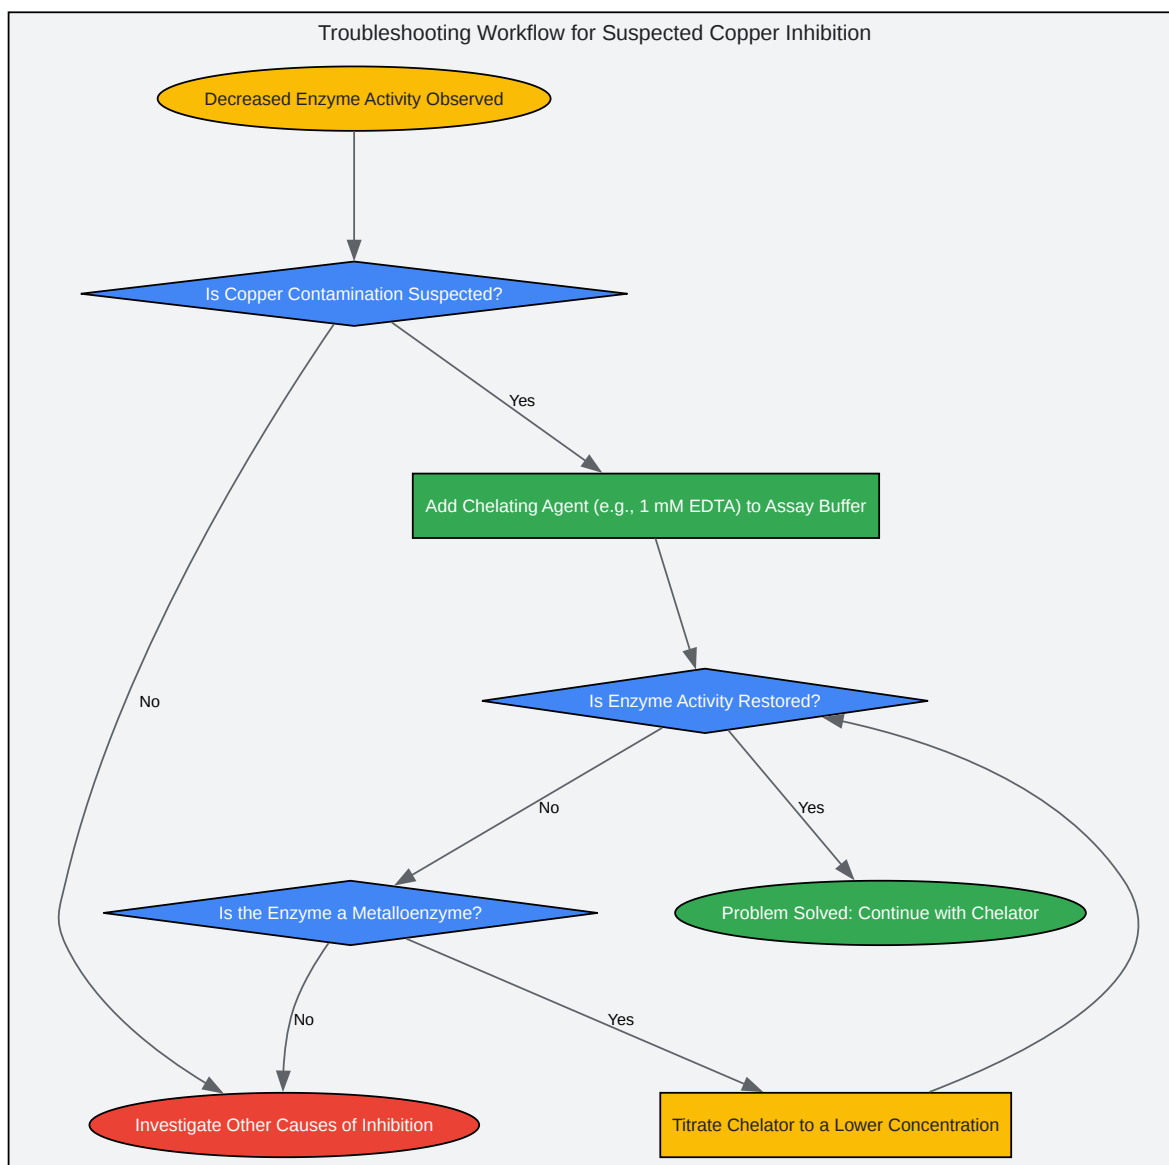 Troubleshooting Workflow for Suspected Copper Inhibition
Decreased Enzyme Activity Observed
Is Copper Contamination Suspected?
Yes
Add Chelating Agent (e.g., 1 mM EDTA) to Assay Buffer
No
Is Enzyme Activity Restored?
No
Yes
Is the Enzyme a Metalloenzyme?
Problem Solved: Continue with Chelator
No
Yes
Investigate Other Causes of Inhibition
Titrate Chelator to a Lower Concentration